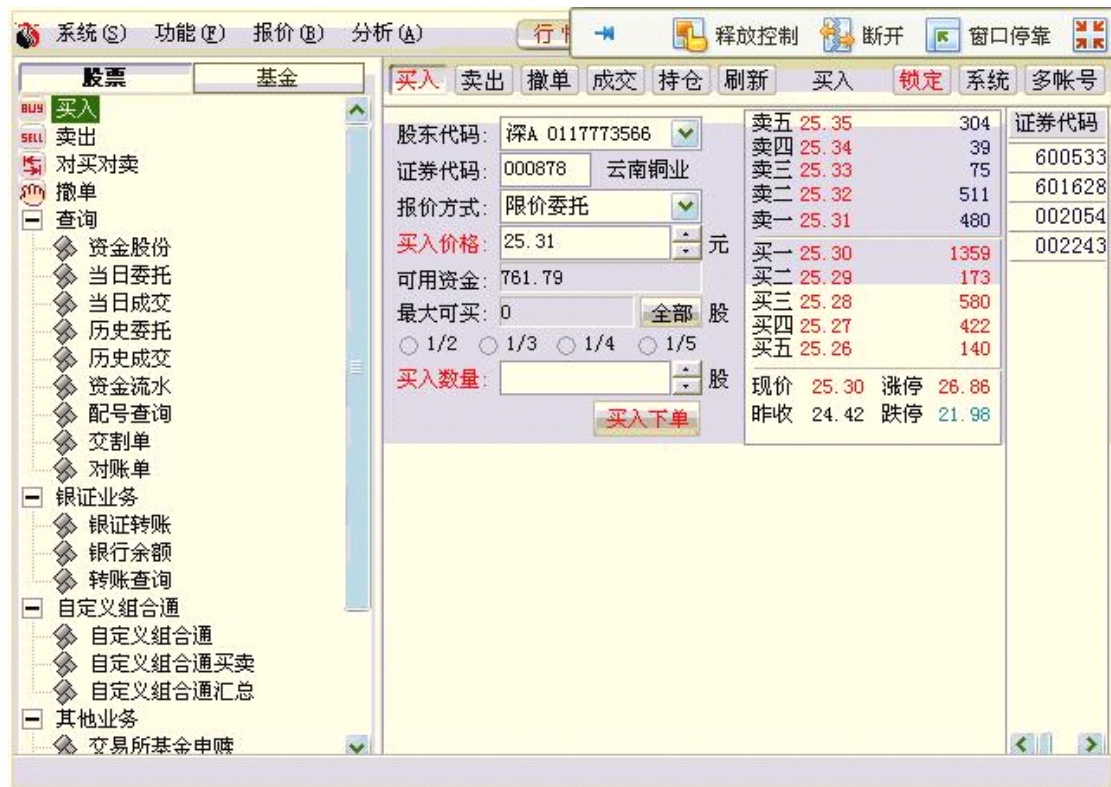 系统(S) 功能(F) 报价(B) 分析(A) 行 释放控制 断开 窗口停靠
股票 基金 买入 卖出 撤单 成交 持仓 刷新 买入 锁定 系统 多帐号
BUY 买入
SELL 卖出
对买对卖
撤单
查询
资金股份
当日委托
当日成交
历史委托
历史成交
资金流水
配号查询
交割单
对账单
银证业务
银证转账
银行余额
转账查询
自定义组合通
自定义组合通
自定义组合通买卖
自定义组合通汇总
其他业务
交易所基金申赎
股东代码: 深A 0117773566
证券代码: 000878 云南铜业
报价方式: 限价委托
买入价格: 25.31 元
可用资金: 761.79
最大可买: 0 全部 股
1/2 1/3 1/4 1/5
买入数量: 股
买入下单
卖五 25.35 304
卖四 25.34 39
卖三 25.33 75
卖二 25.32 511
卖一 25.31 480
买一 25.30 1359
买二 25.29 173
买三 25.28 580
买四 25.27 422
买五 25.26 140
现价 25.30 涨停 26.86
昨收 24.42 跌停 21.98
证券代码
600533
601628
002054
002243